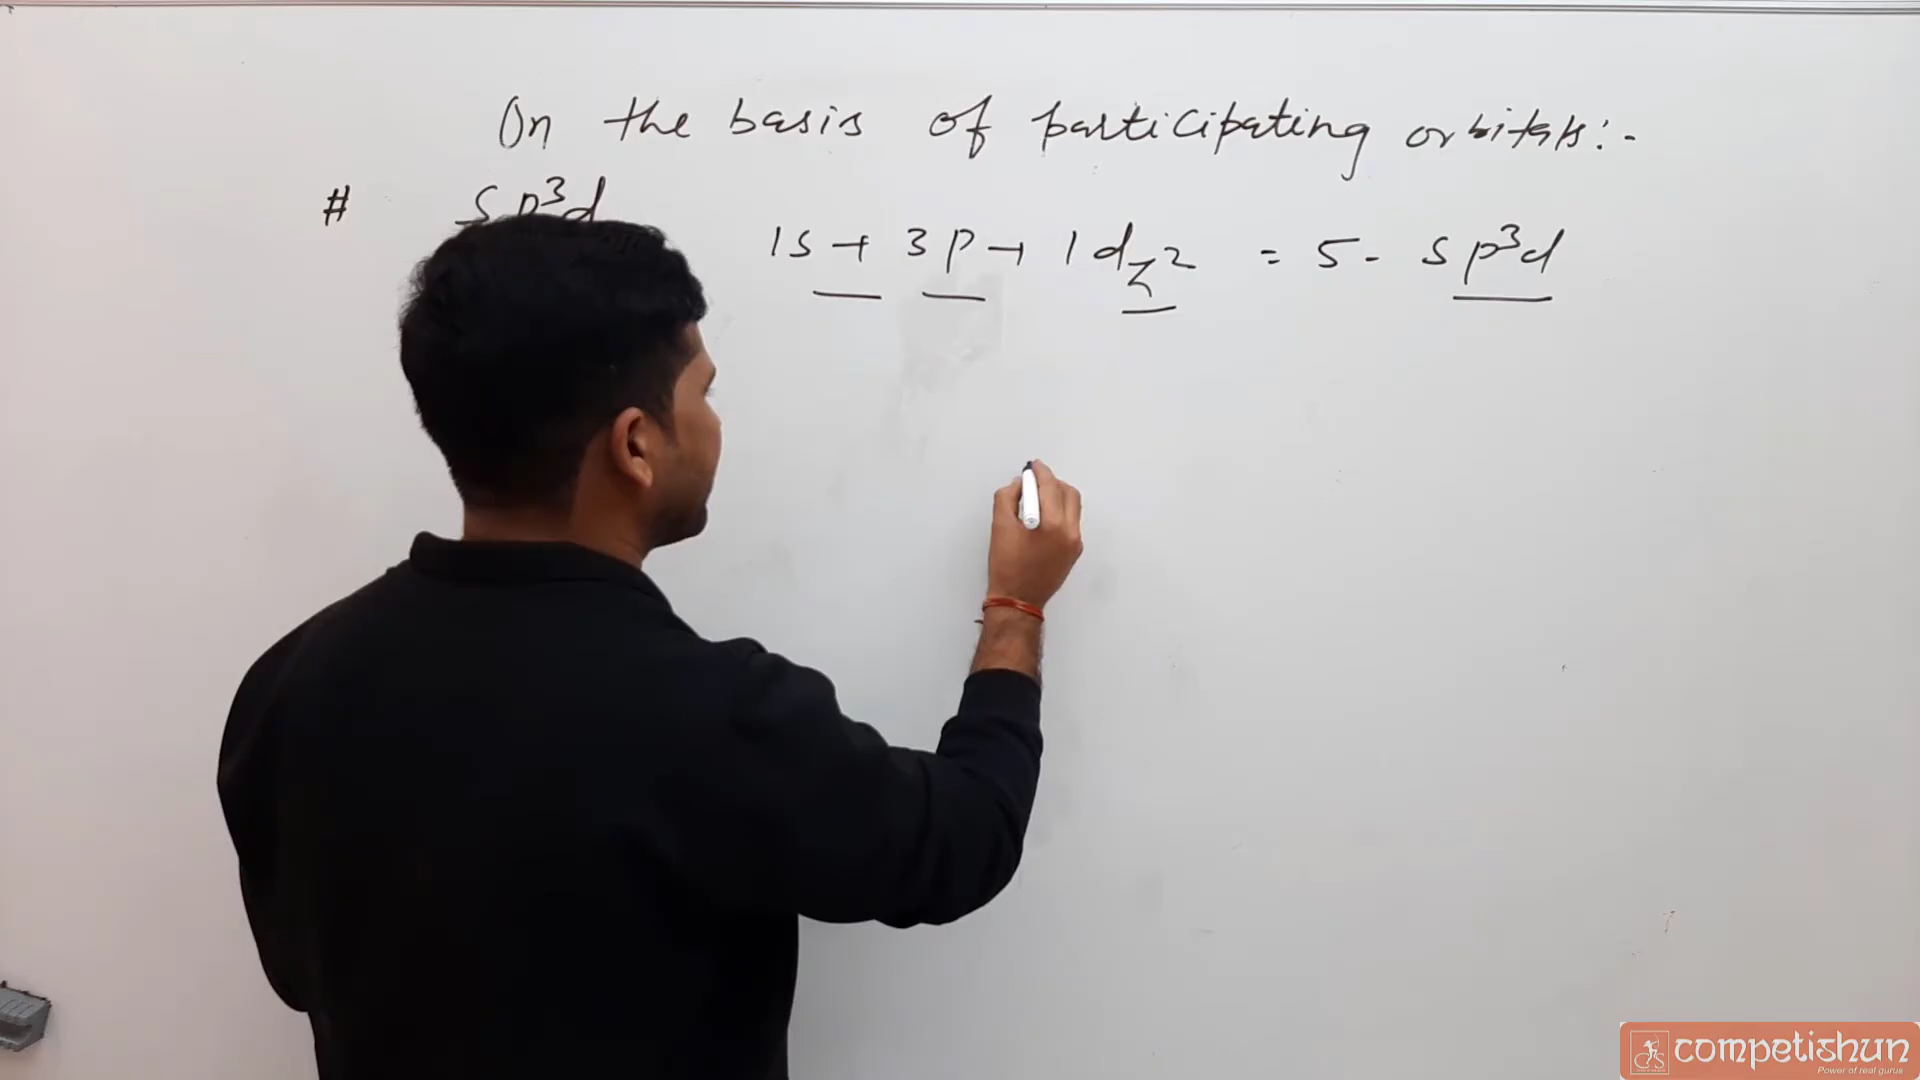 On the basis of participating orbitals:-
# sp³d
1s + 3p + 1dz² = 5 - sp³d
competishun
Power of real gurus